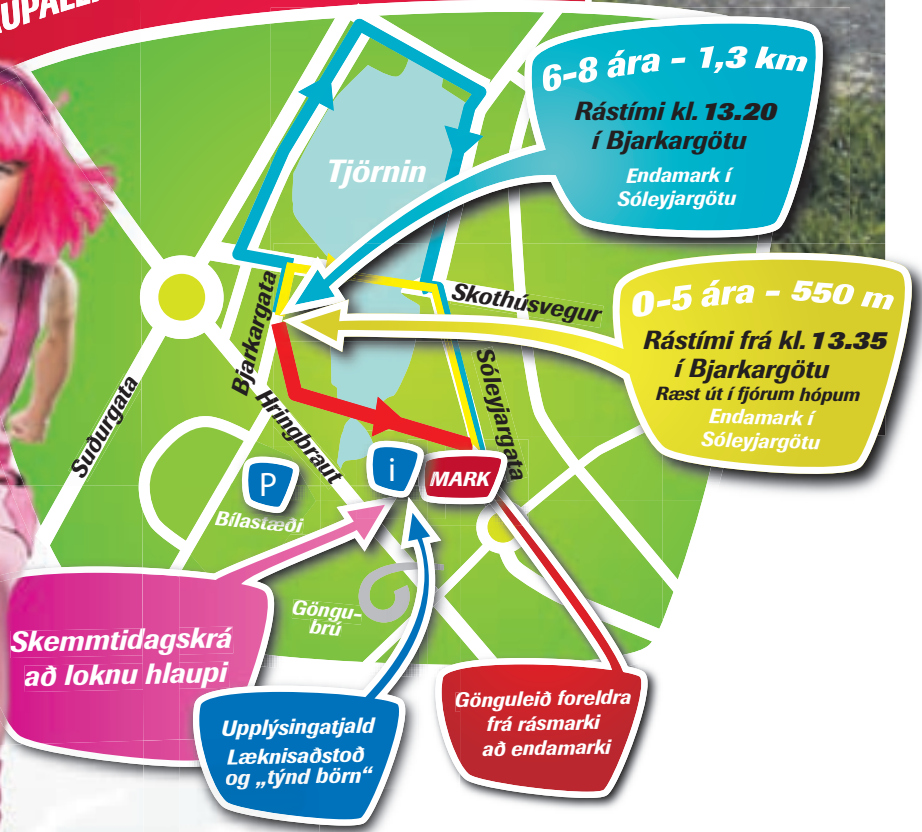 6-8 ára – 1,3 km
Rástími kl. 13.20
í Bjarkargötu
Endamark í
Sóleyjargötu
Tjörnin
0-5 ára – 550 m
Rástími frá kl. 13.35
í Bjarkargötu
Ræst út í fjórum hópum
Endamark í
Sóleyjargötu
Skothúsvegur
Bjarkargata
Sóleyjargata
Suðurgata
Hringbraut
P
i
MARK
Bílastæði
Göngu-
brú
Skemmtidagskrá
að loknu hlaupi
Upplýsingatjald
Læknisaðstoð
og „týnd börn“
Gönguleið foreldra
frá rásmarki
að endamarki